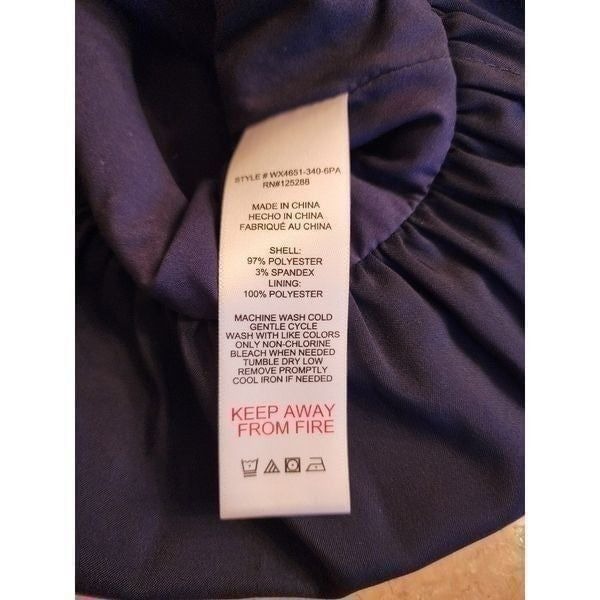 STYLE # WX4651-340-6PA
RN#125288
MADE IN CHINA
HECHO IN CHINA
FABRIQUÉ AU CHINA
SHELL:
97% POLYESTER
3% SPANDEX
LINING:
100% POLYESTER
MACHINE WASH COLD
GENTLE CYCLE
WASH WITH LIKE COLORS
ONLY NON-CHLORINE
BLEACH WHEN NEEDED
TUMBLE DRY LOW
REMOVE PROMPTLY
COOL IRON IF NEEDED
KEEP AWAY
FROM FIRE